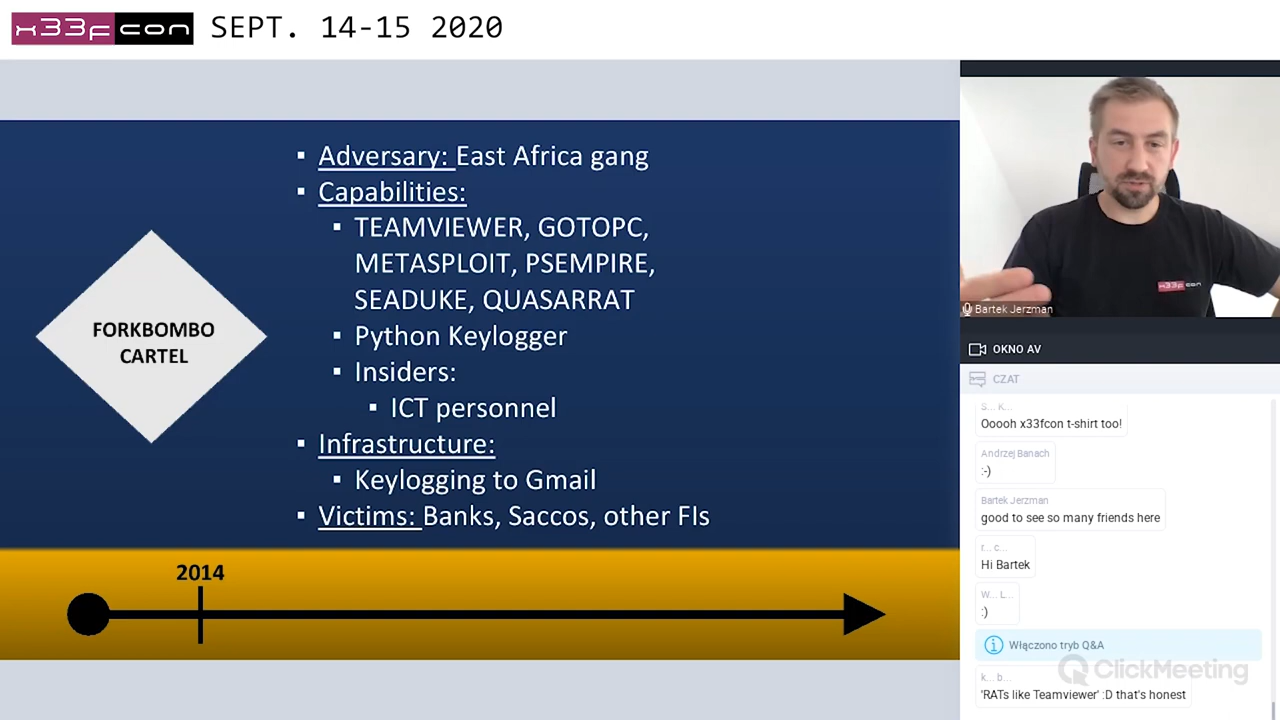 x33fcon SEPT. 14-15 2020
▪ Adversary: East Africa gang
▪ Capabilities:
▪ TEAMVIEWER, GOTOPC,
METASPLOIT, PSEMPIRE,
SEADUKE, QUASARRAT
▪ Python Keylogger
▪ Insiders:
▪ ICT personnel
▪ Infrastructure:
▪ Keylogging to Gmail
▪ Victims: Banks, Saccos, other FIs
FORKBOMBO
CARTEL
2014
x33fcon
Bartek Jerzman
OKNO AV
CZAT
S... K...
Ooooh x33fcon t-shirt too!
Andrzej Banach
:-)
Bartek Jerzman
good to see so many friends here
r... c...
Hi Bartek
W... L...
:)
Włączono tryb Q&A
ClickMeeting
k... b...
'RATs like Teamviewer' :D that's honest